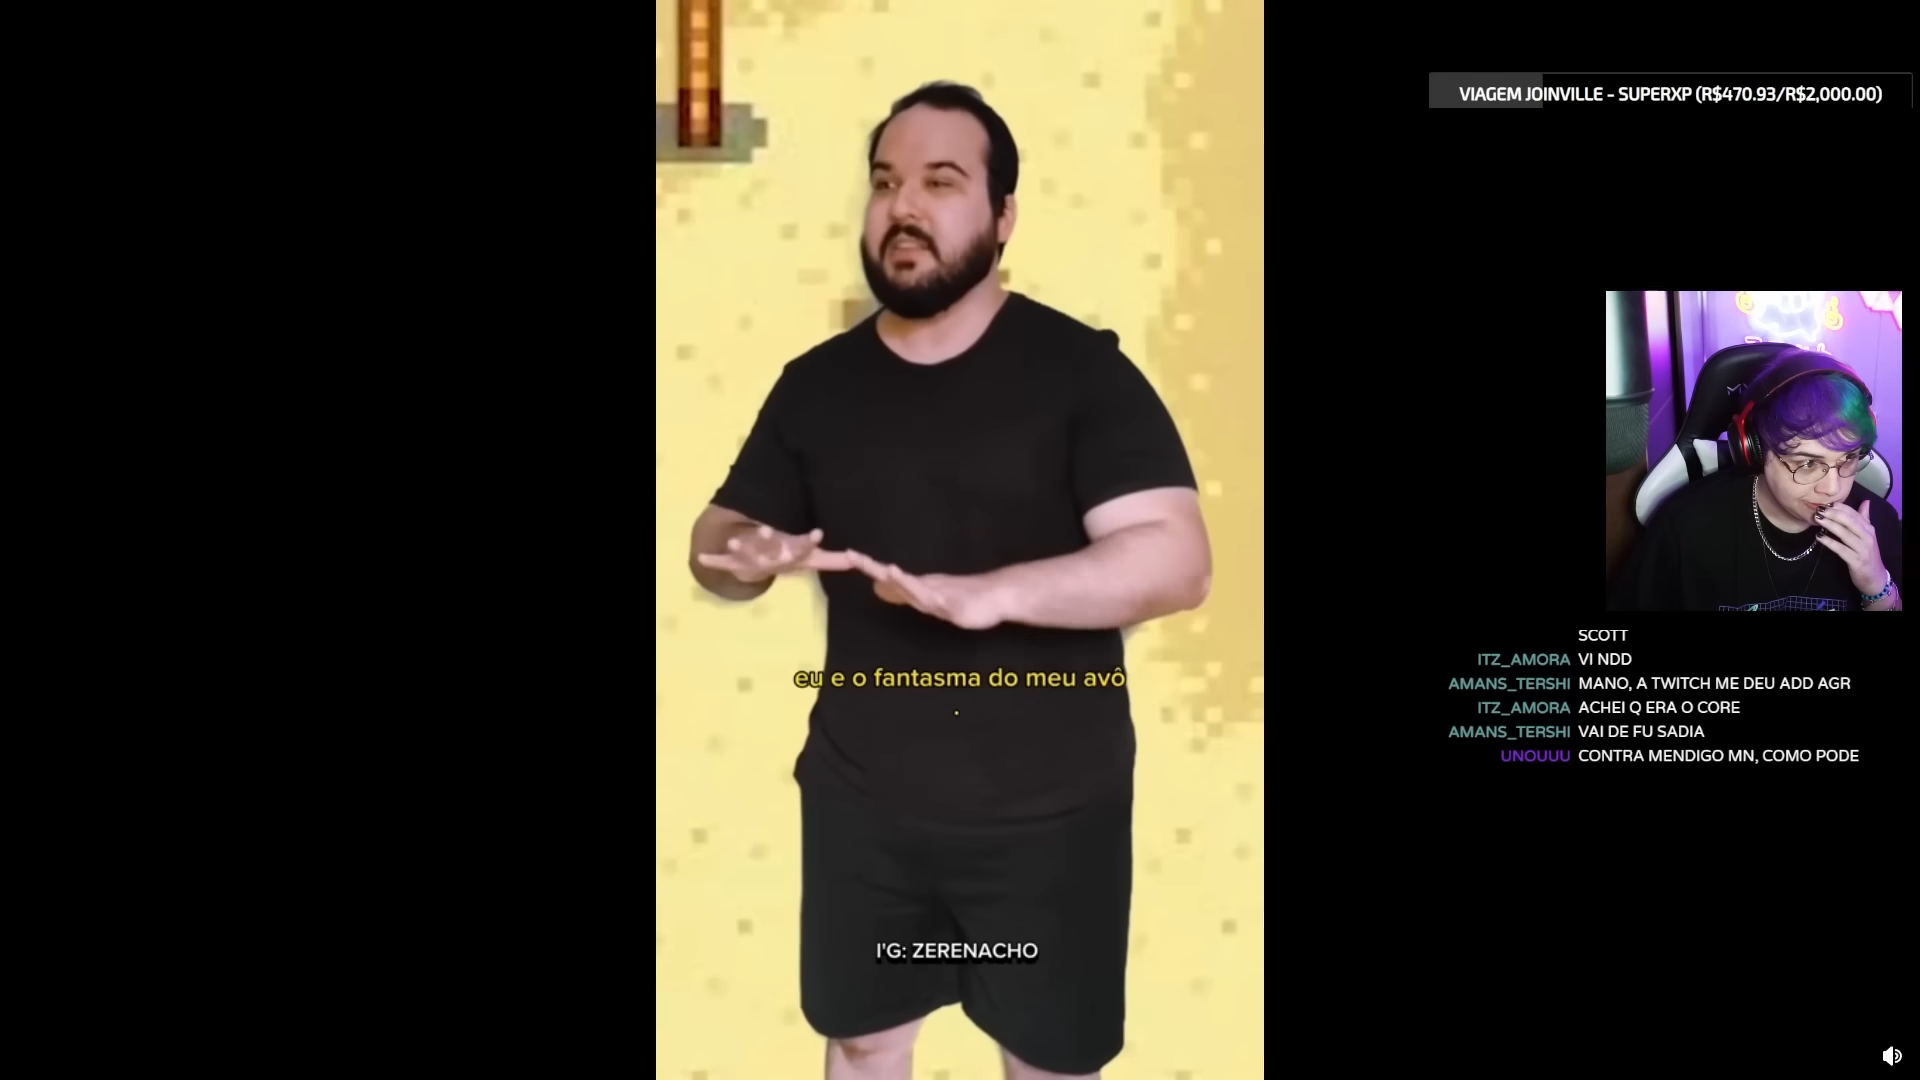 VIAGEM JOINVILLE - SUPERXP (R$470.93/R$2,000.00)
eu e o fantasma do meu avô
.
I'G: ZERENACHO
SCOTT
ITZ_AMORA VI NDD
AMANS_TERSHI MANO, A TWITCH ME DEU ADD AGR
ITZ_AMORA ACHEI Q ERA O CORE
AMANS_TERSHI VAI DE FU SADIA
UNOUUU CONTRA MENDIGO MN, COMO PODE